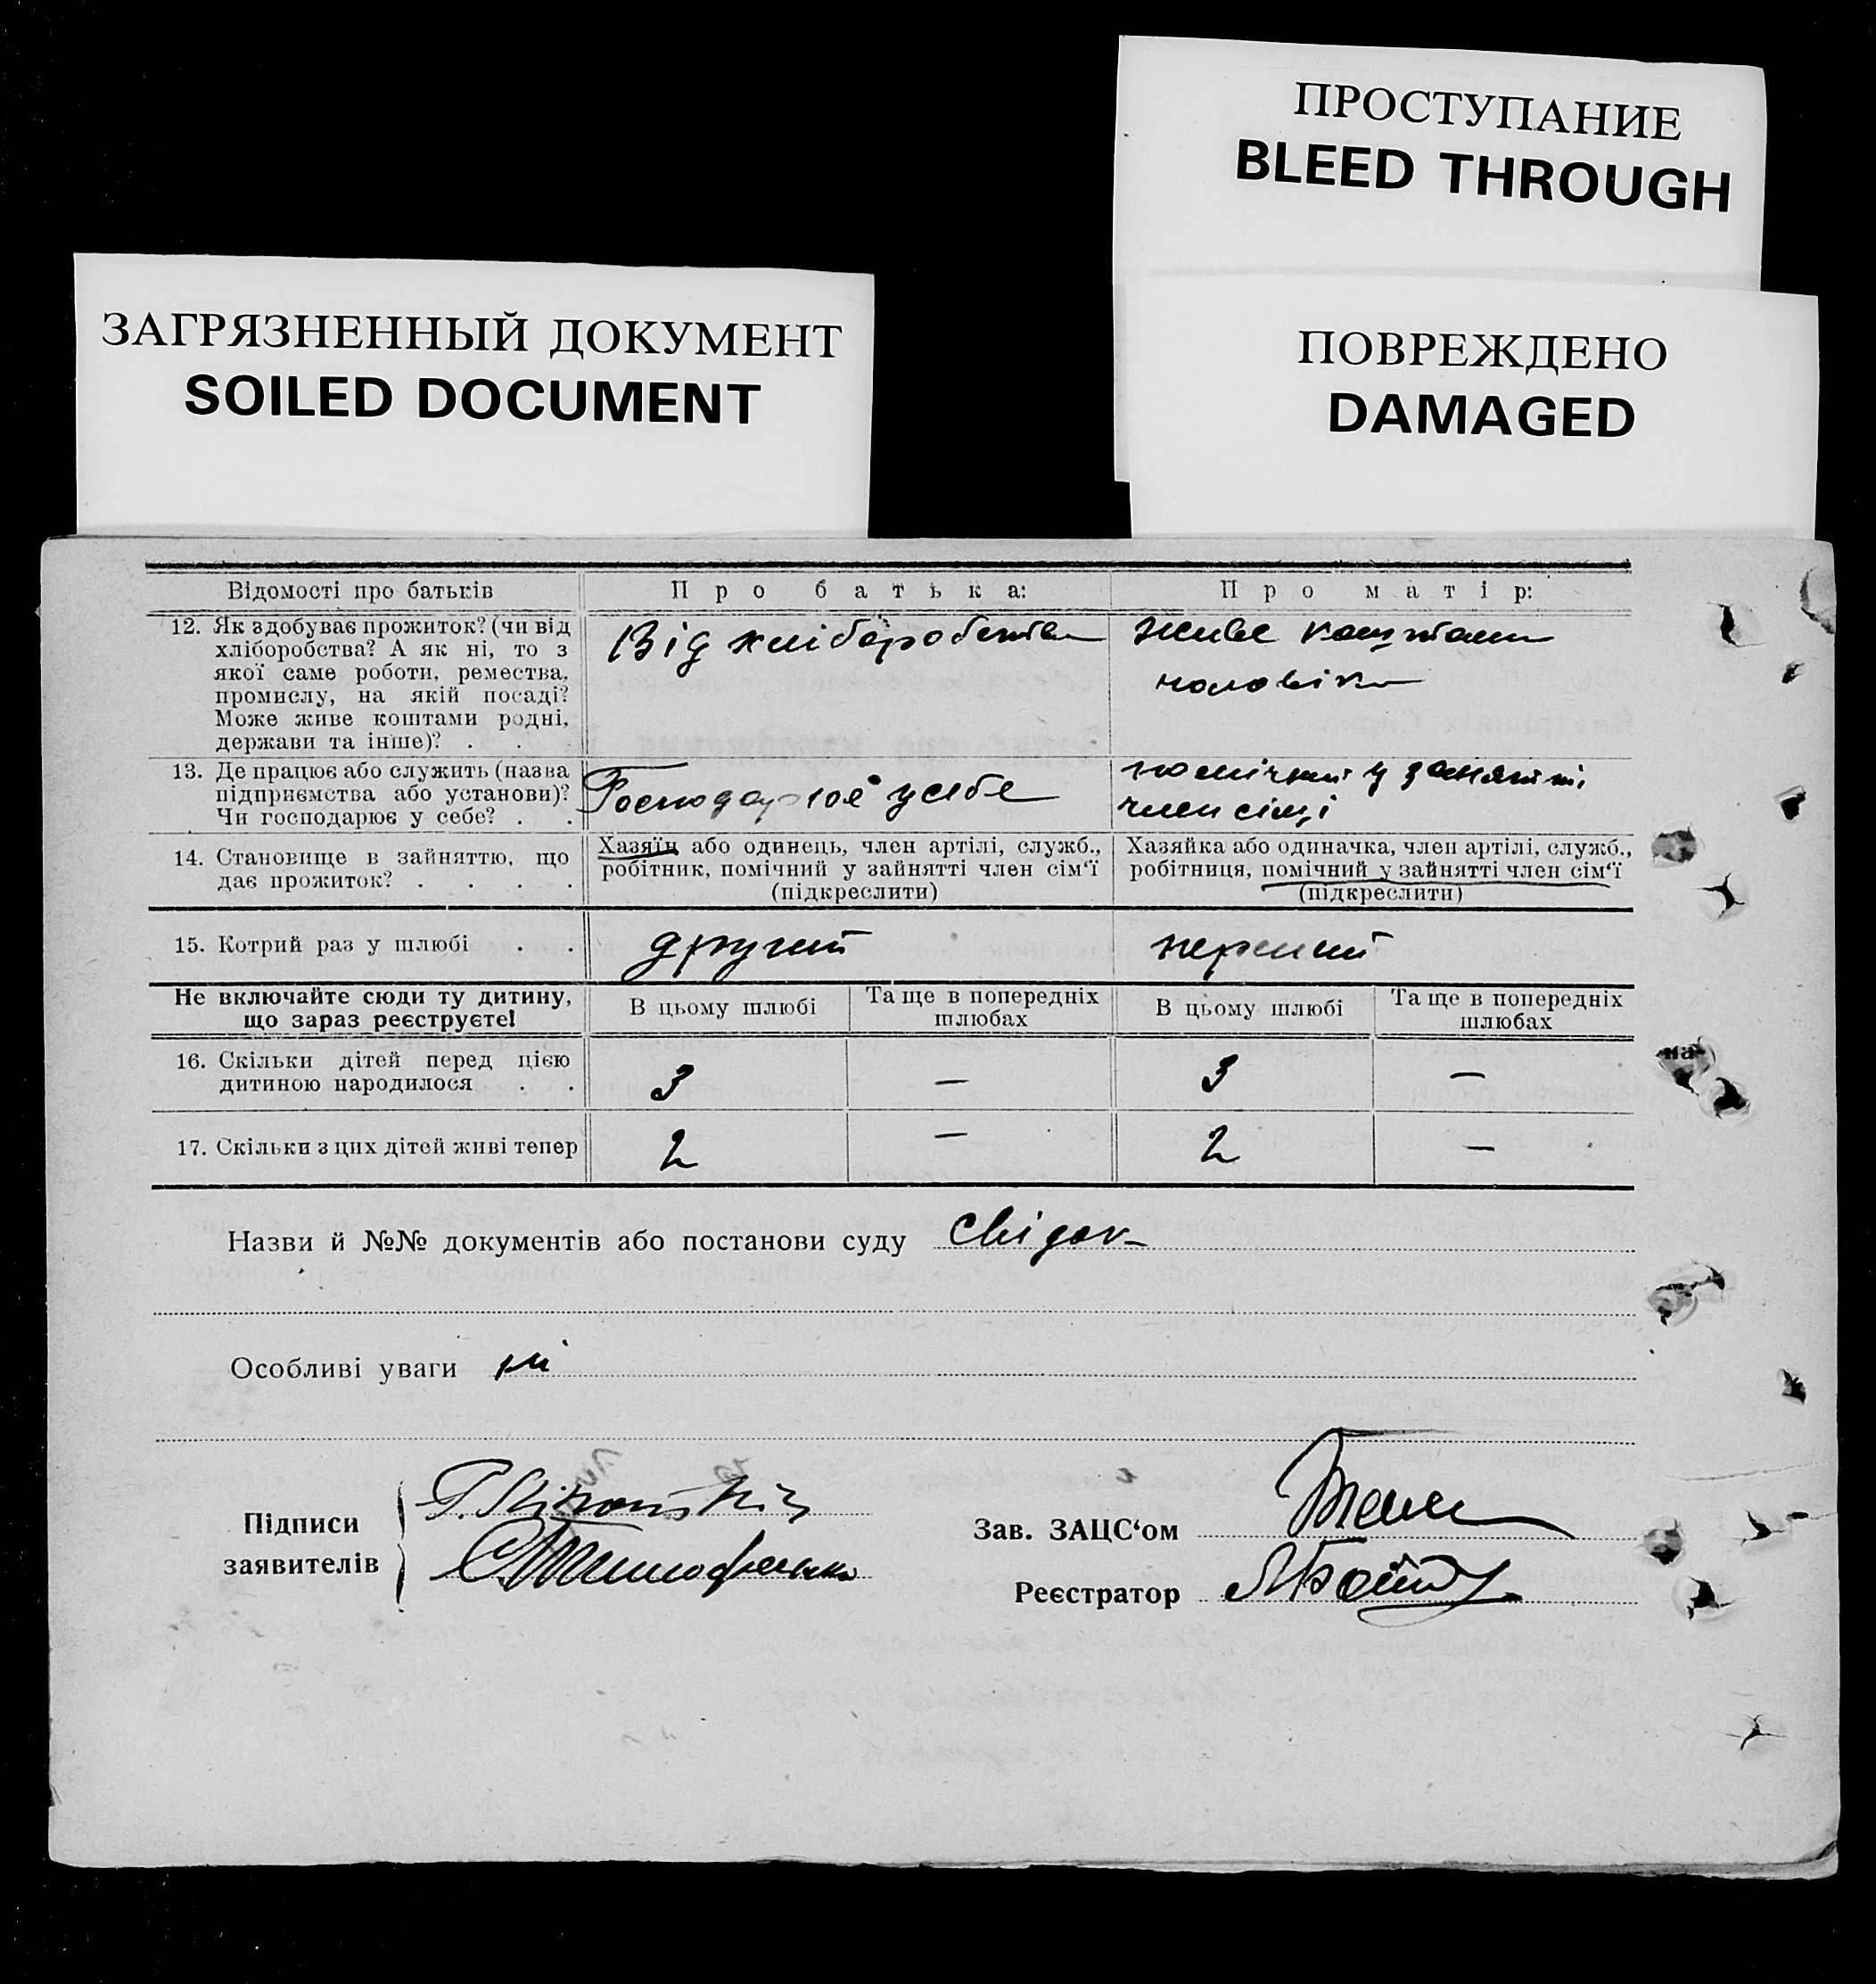 ПРОСТУПАНИЕ
BLEED THROUGH
ЗАГРЯЗНЕННЫЙ ДОКУМЕНТ
SOILED DOCUMENT
ПОВРЕЖДЕНО
DAMAGED
Відомості про батьків
Про батька:
Про матір:
12. Як здобуває прожиток? (чи від
хліборобства? А як ні, то з
якої саме роботи, ремества,
промислу, на якій посаді?
Може живе коштами родні,
держави та інше)? . .
Від хліборобства
живе коштами
чоловіка
13. Де працює або служить (назва
підприємства або установи)?
Чи господарює у себе? . .
Господарює у себе
помічний у занятті
член сімї
14. Становище в зайняттю, що
дає прожиток? . . . .
Хазяїн або одинець, член артілі, служб.,
робітник, помічний у зайнятті член сім‘ї
(підкреслити)
Хазяйка або одиначка, член артілі, служб.,
робітниця, помічний у зайнятті член сім‘ї
(підкреслити)
15. Котрий раз у шлюбі . .
другий
перший
Не включайте сюди ту дитину,
що зараз реєструєте!
В цьому шлюбі
Та ще в попередніх
шлюбах
В цьому шлюбі
Та ще в попередніх
шлюбах
16. Скільки дітей перед цією
дитиною народилося . .
3 — 3 —
17. Скільки з цих дітей живі тепер
2 — 2 —
Назви й №№ документів або постанови суду
Особливі уваги ні
Підписи
заявителів
Зав. ЗАЦС‘ом
Реєстратор